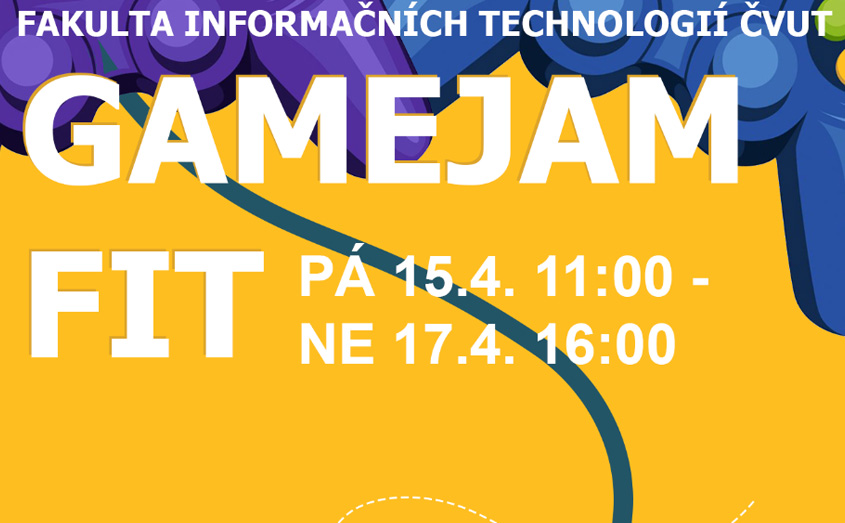 FAKULTA INFORMAČNÍCH TECHNOLOGIÍ ČVUT
GAMEJAM
FIT
PÁ 15.4. 11:00 -
NE 17.4. 16:00